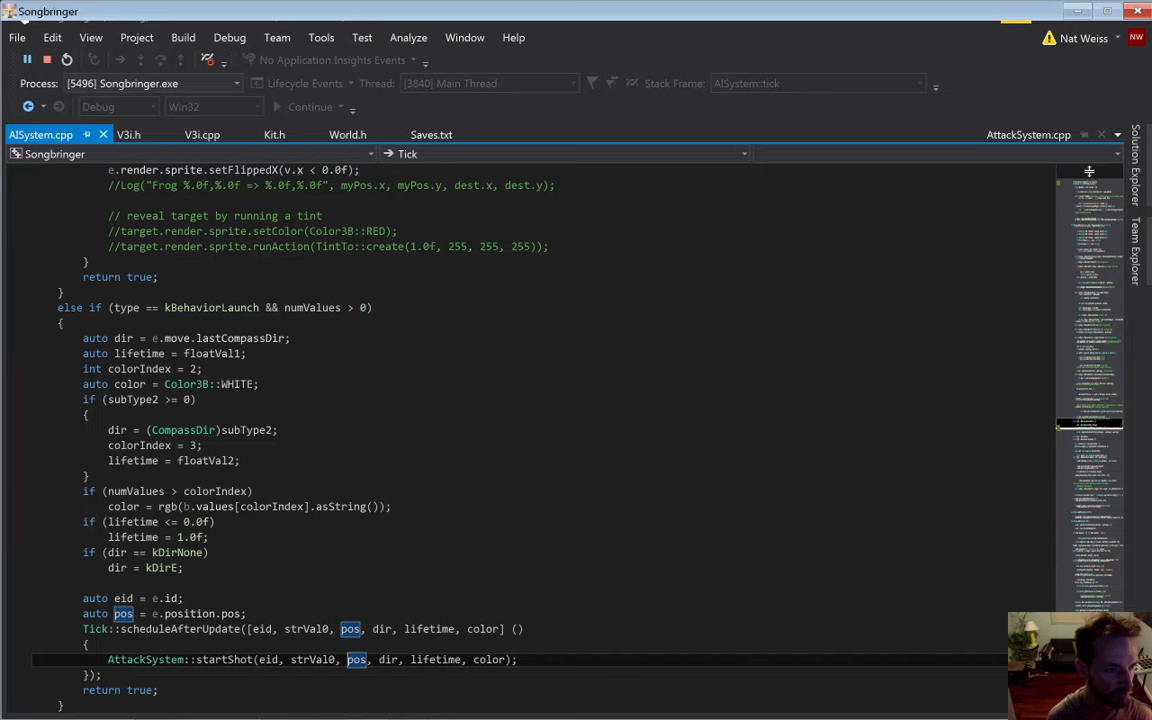 Songbringer
File Edit View Project Build Debug Team Tools Test Analyze Window Help
Nat Weiss NW
No Application Insights Events
Process: [5496] Songbringer.exe Lifecycle Events Thread: [3840] Main Thread Stack Frame: AISystem::tick
Debug Win32 Continue
AISystem.cpp V3i.h V3i.cpp Kit.h World.h Saves.txt AttackSystem.cpp
Songbringer Tick
e.render.sprite.setFlippedX(v.x < 0.0f);
//Log("Frog %.0f,%.0f => %.0f,%.0f", myPos.x, myPos.y, dest.x, dest.y);
// reveal target by running a tint
//target.render.sprite.setColor(Color3B::RED);
//target.render.sprite.runAction(TintTo::create(1.0f, 255, 255, 255));
}
return true;
}
else if (type == kBehaviorLaunch && numValues > 0)
{
auto dir = e.move.lastCompassDir;
auto lifetime = floatVal1;
int colorIndex = 2;
auto color = Color3B::WHITE;
if (subType2 >= 0)
{
dir = (CompassDir)subType2;
colorIndex = 3;
lifetime = floatVal2;
}
if (numValues > colorIndex)
color = rgb(b.values[colorIndex].asString());
if (lifetime <= 0.0f)
lifetime = 1.0f;
if (dir == kDirNone)
dir = kDirE;
auto eid = e.id;
auto pos = e.position.pos;
Tick::scheduleAfterUpdate([eid, strVal0, pos, dir, lifetime, color] ()
{
AttackSystem::startShot(eid, strVal0, pos, dir, lifetime, color);
});
return true;
}
Solution Explorer
Team Explorer